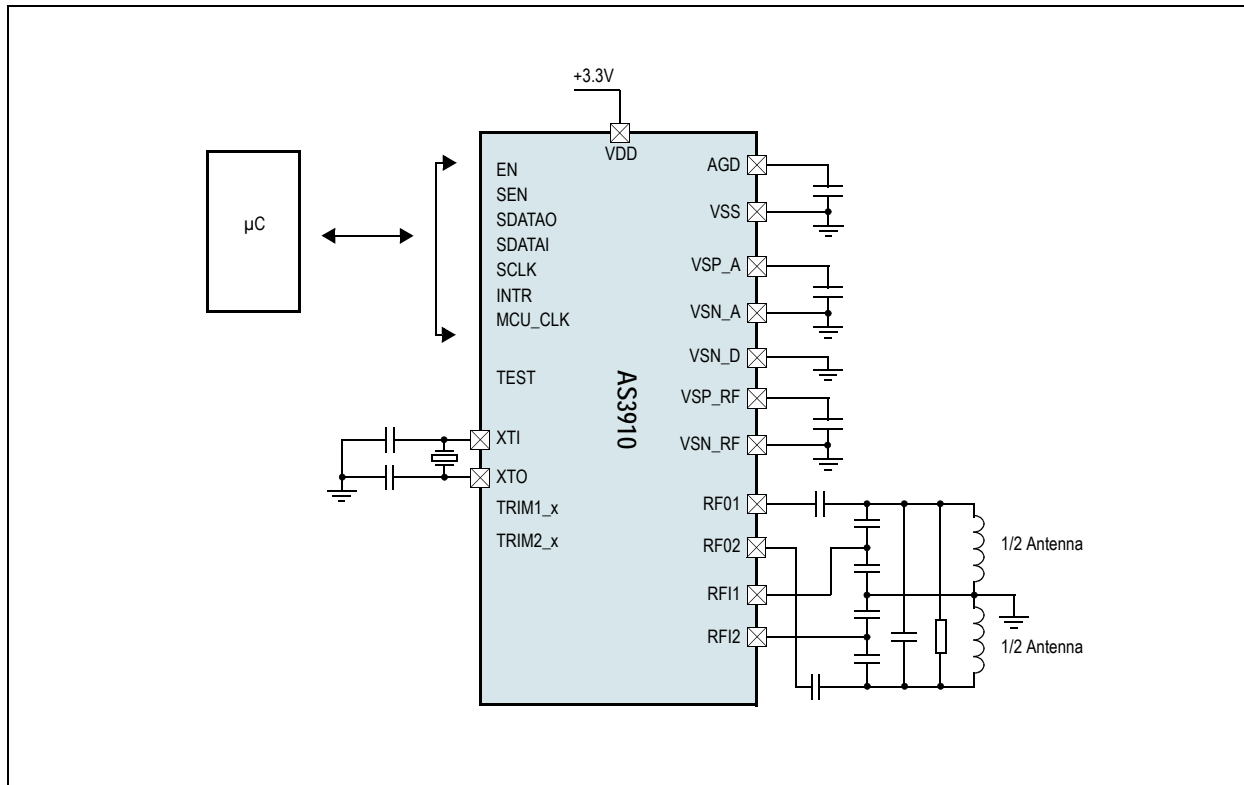 +3.3V
VDD
µC
EN
SEN
SDATAO
SDATAI
SCLK
INTR
MCU_CLK
TEST
XTI
XTO
TRIM1_x
TRIM2_x
AS3910
AGD
VSS
VSP_A
VSN_A
VSN_D
VSP_RF
VSN_RF
RF01
RF02
RFI1
RFI2
1/2 Antenna
1/2 Antenna